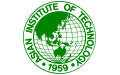 ASIAN INSTITUTE OF TECHNOLOGY
• 1959 •